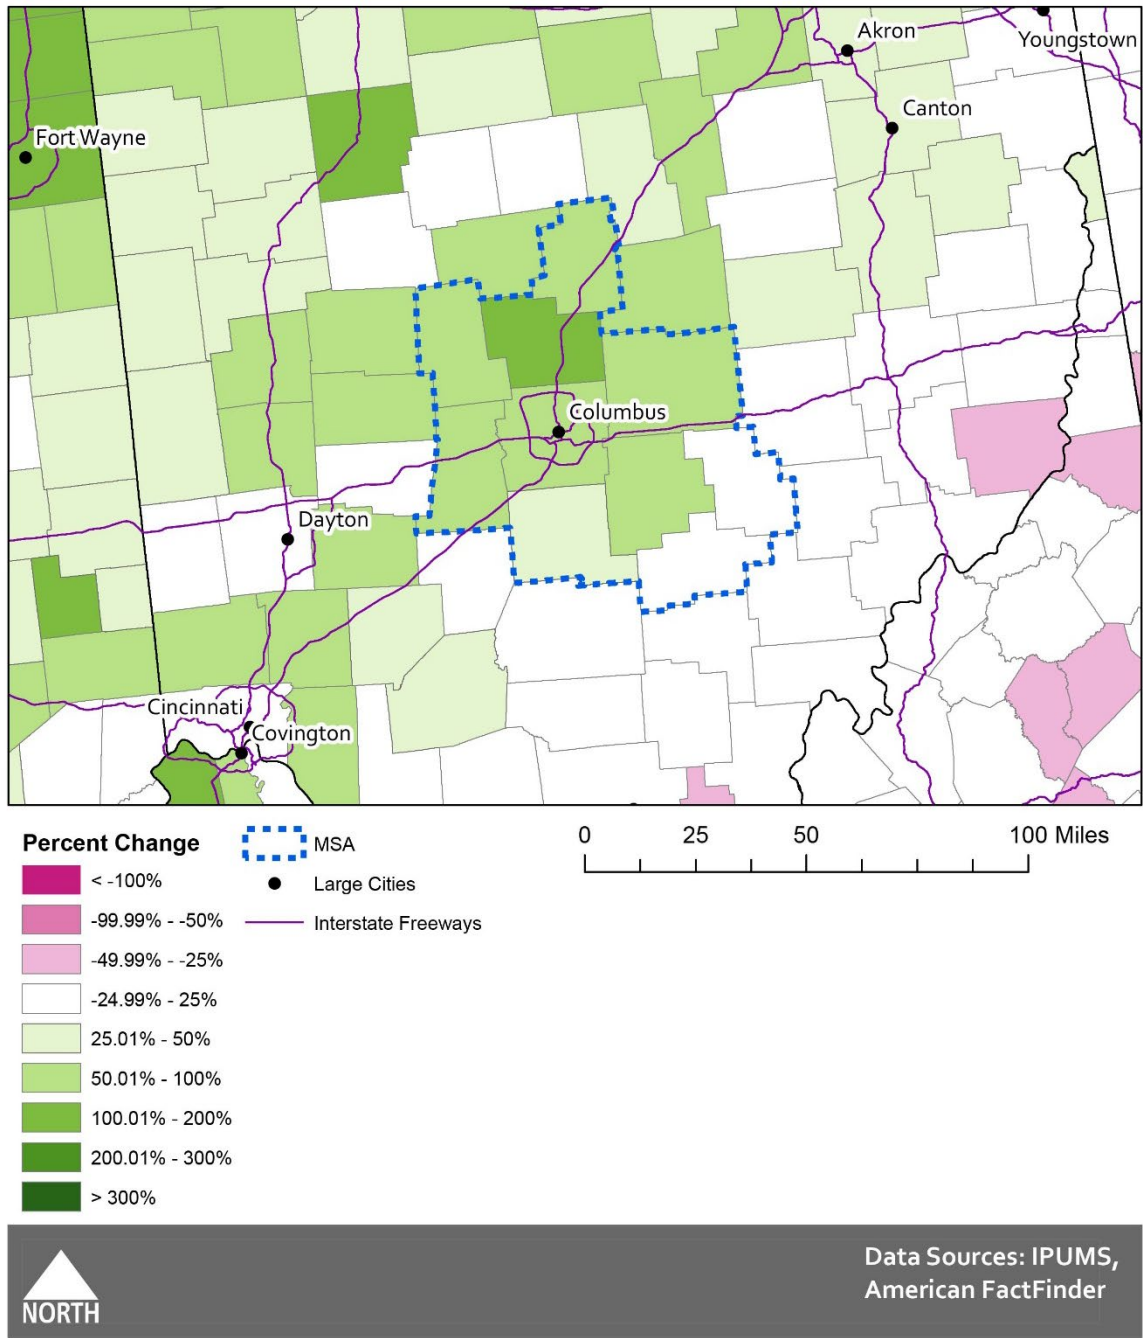 Akron
Youngstown
Canton
Fort Wayne
Columbus
Dayton
Cincinnati
Covington
Percent Change
< -100%
-99.99% - -50%
-49.99% - -25%
-24.99% - 25%
25.01% - 50%
50.01% - 100%
100.01% - 200%
200.01% - 300%
> 300%
MSA
Large Cities
Interstate Freeways
0 25 50 100 Miles
NORTH
Data Sources: IPUMS,
American FactFinder